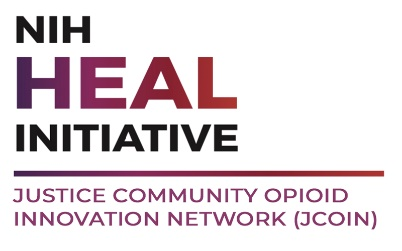 NIH
HEAL
INITIATIVE
JUSTICE COMMUNITY OPIOID
INNOVATION NETWORK (JCOIN)